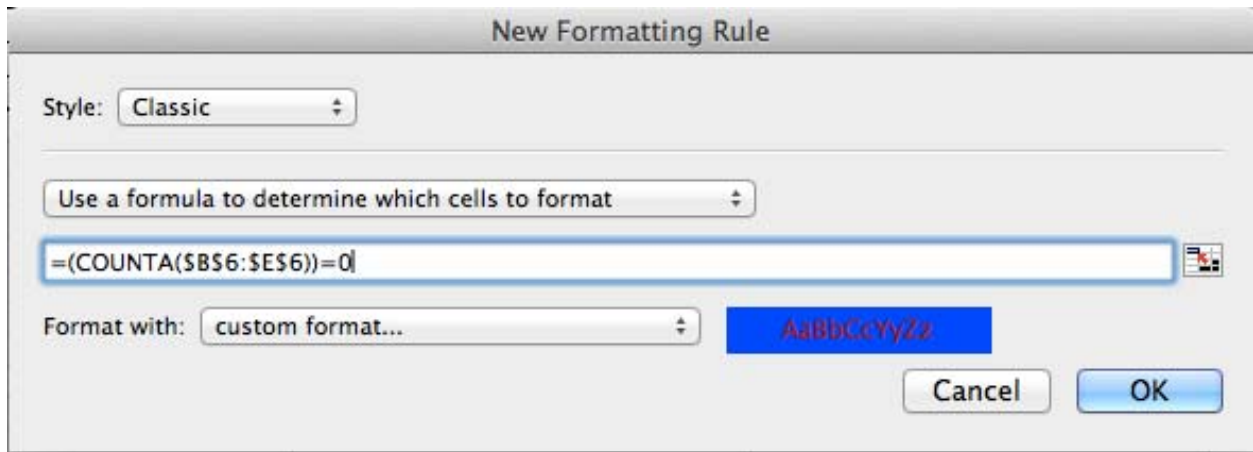 New Formatting Rule
Style: Classic
Use a formula to determine which cells to format
=(COUNTA($B$6:$E$6))=0
Format with: custom format... AaBbCcYyZz
Cancel OK